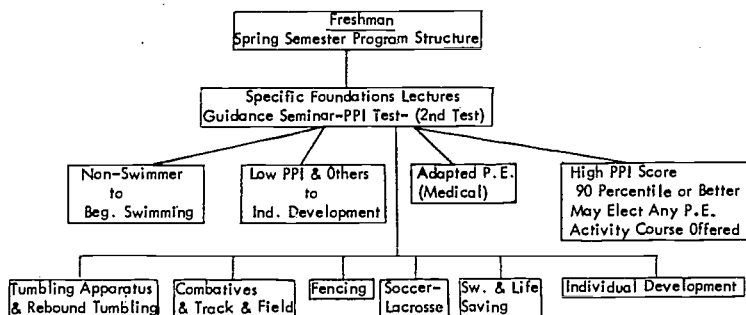 Freshman
Spring Semester Program Structure
Specific Foundations Lectures
Guidance Seminar-PPI Test- (2nd Test)
Non-Swimmer
to
Beg. Swimming
Low PPI & Others
to
Ind. Development
Adapted P.E.
(Medical)
High PPI Score
90 Percentile or Better
May Elect Any P.E.
Activity Course Offered
Tumbling Apparatus
& Rebound Tumbling
Combatives
& Track & Field
Fencing
Soccer-
Lacrosse
Sw. & Life
Saving
Individual Development